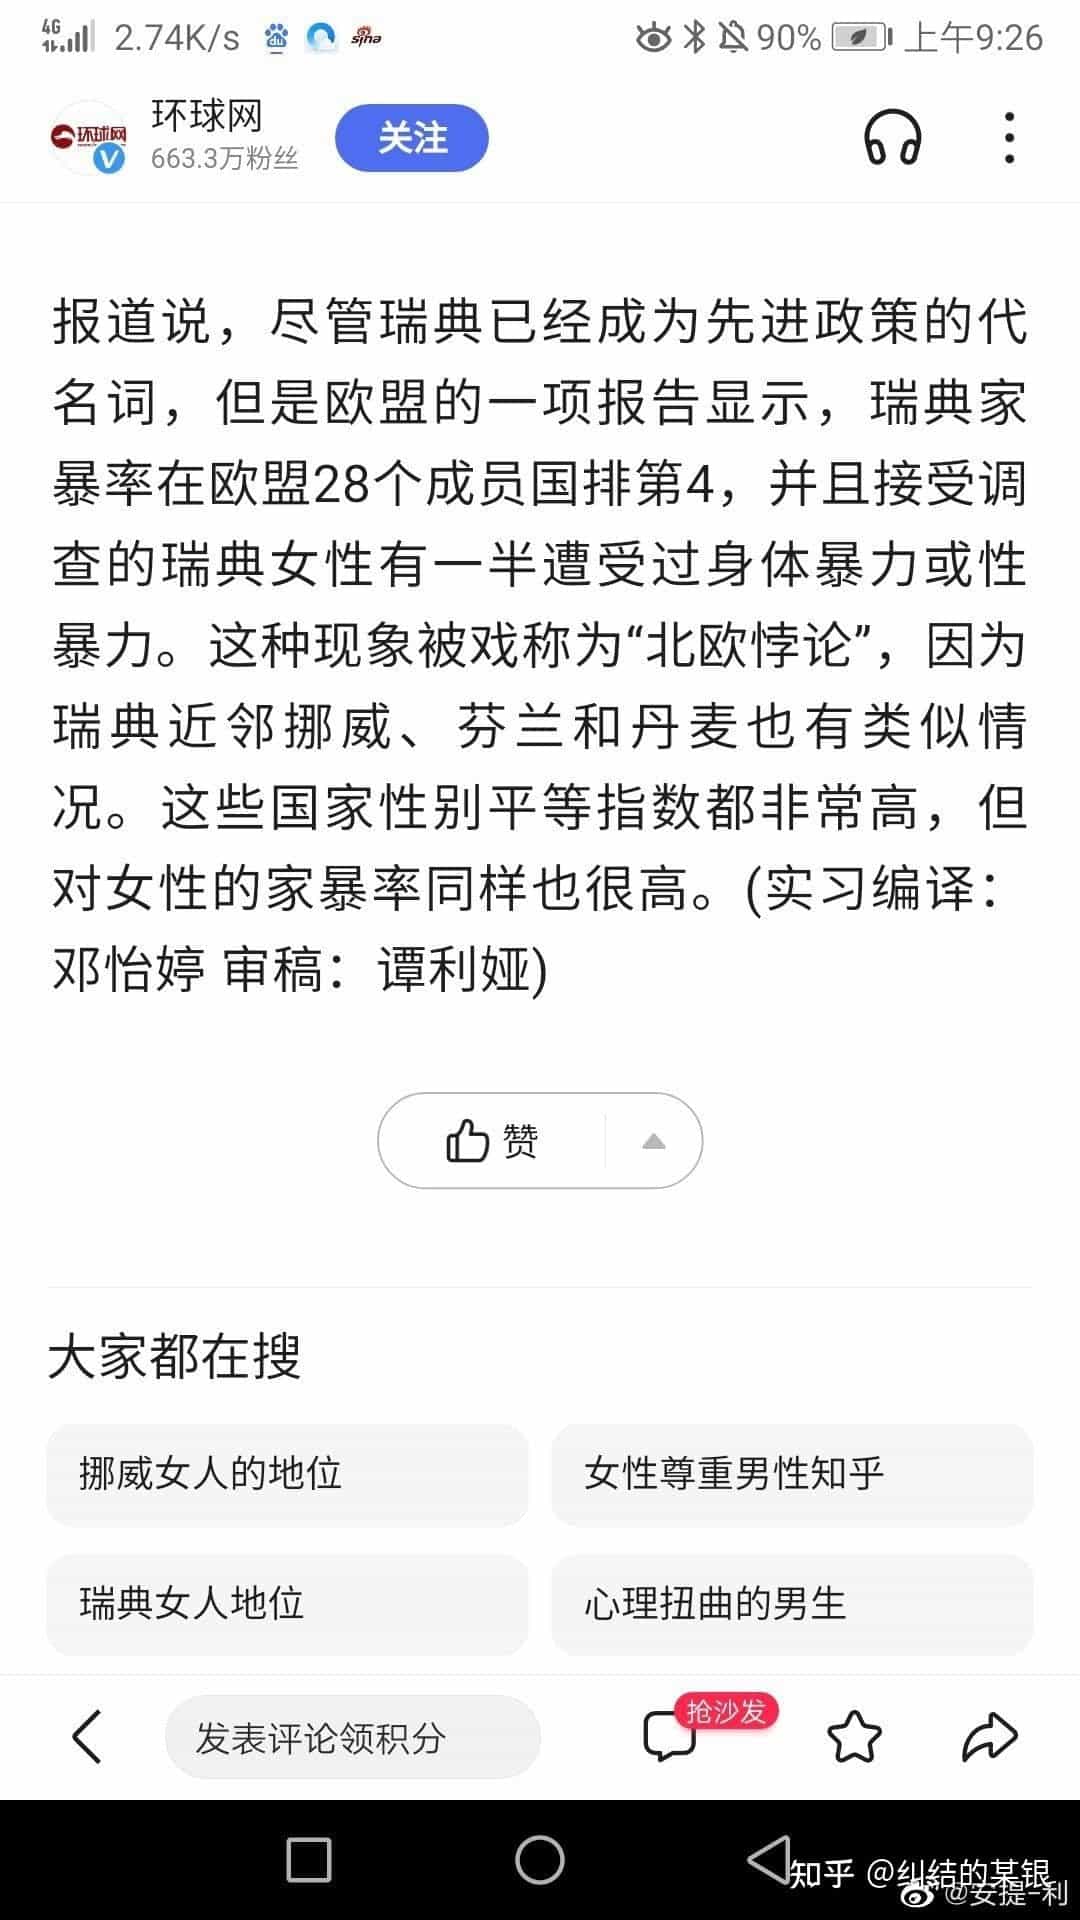 4G 2.74K/s du sina 90% 上午9:26
环球网 环球网
663.3万粉丝
关注
报道说，尽管瑞典已经成为先进政策的代
名词，但是欧盟的一项报告显示，瑞典家
暴率在欧盟28个成员国排第4，并且接受调
查的瑞典女性有一半遭受过身体暴力或性
暴力。这种现象被戏称为“北欧悖论”，因为
瑞典近邻挪威、芬兰和丹麦也有类似情
况。这些国家性别平等指数都非常高，但
对女性的家暴率同样也很高。(实习编译：
邓怡婷 审稿：谭利娅)
赞
大家都在搜
挪威女人的地位 女性尊重男性知乎
瑞典女人地位 心理扭曲的男生
发表评论领积分 抢沙发
知乎 @纠结的某银
@安提-利